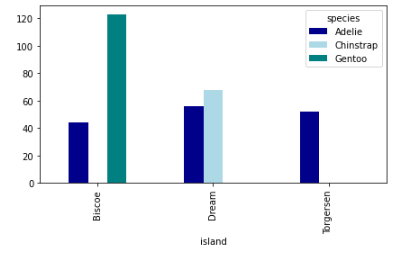 120
100
80
60
40
20
0
species
Adelie
Chinstrap
Gentoo
Biscoe
Dream
Torgersen
island